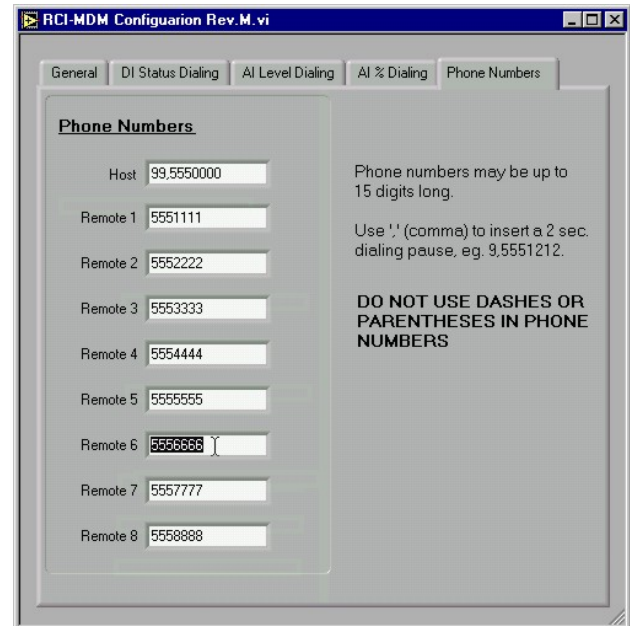 RCI-MDM Configuarion Rev.M.vi
General DI Status Dialing AI Level Dialing AI % Dialing Phone Numbers
Phone Numbers
Host 99,5550000
Remote 1 5551111
Remote 2 5552222
Remote 3 5553333
Remote 4 5554444
Remote 5 5555555
Remote 6 5556666
Remote 7 5557777
Remote 8 5558888
Phone numbers may be up to
15 digits long.
Use ',' (comma) to insert a 2 sec.
dialing pause, eg. 9,5551212.
DO NOT USE DASHES OR
PARENTHESES IN PHONE
NUMBERS